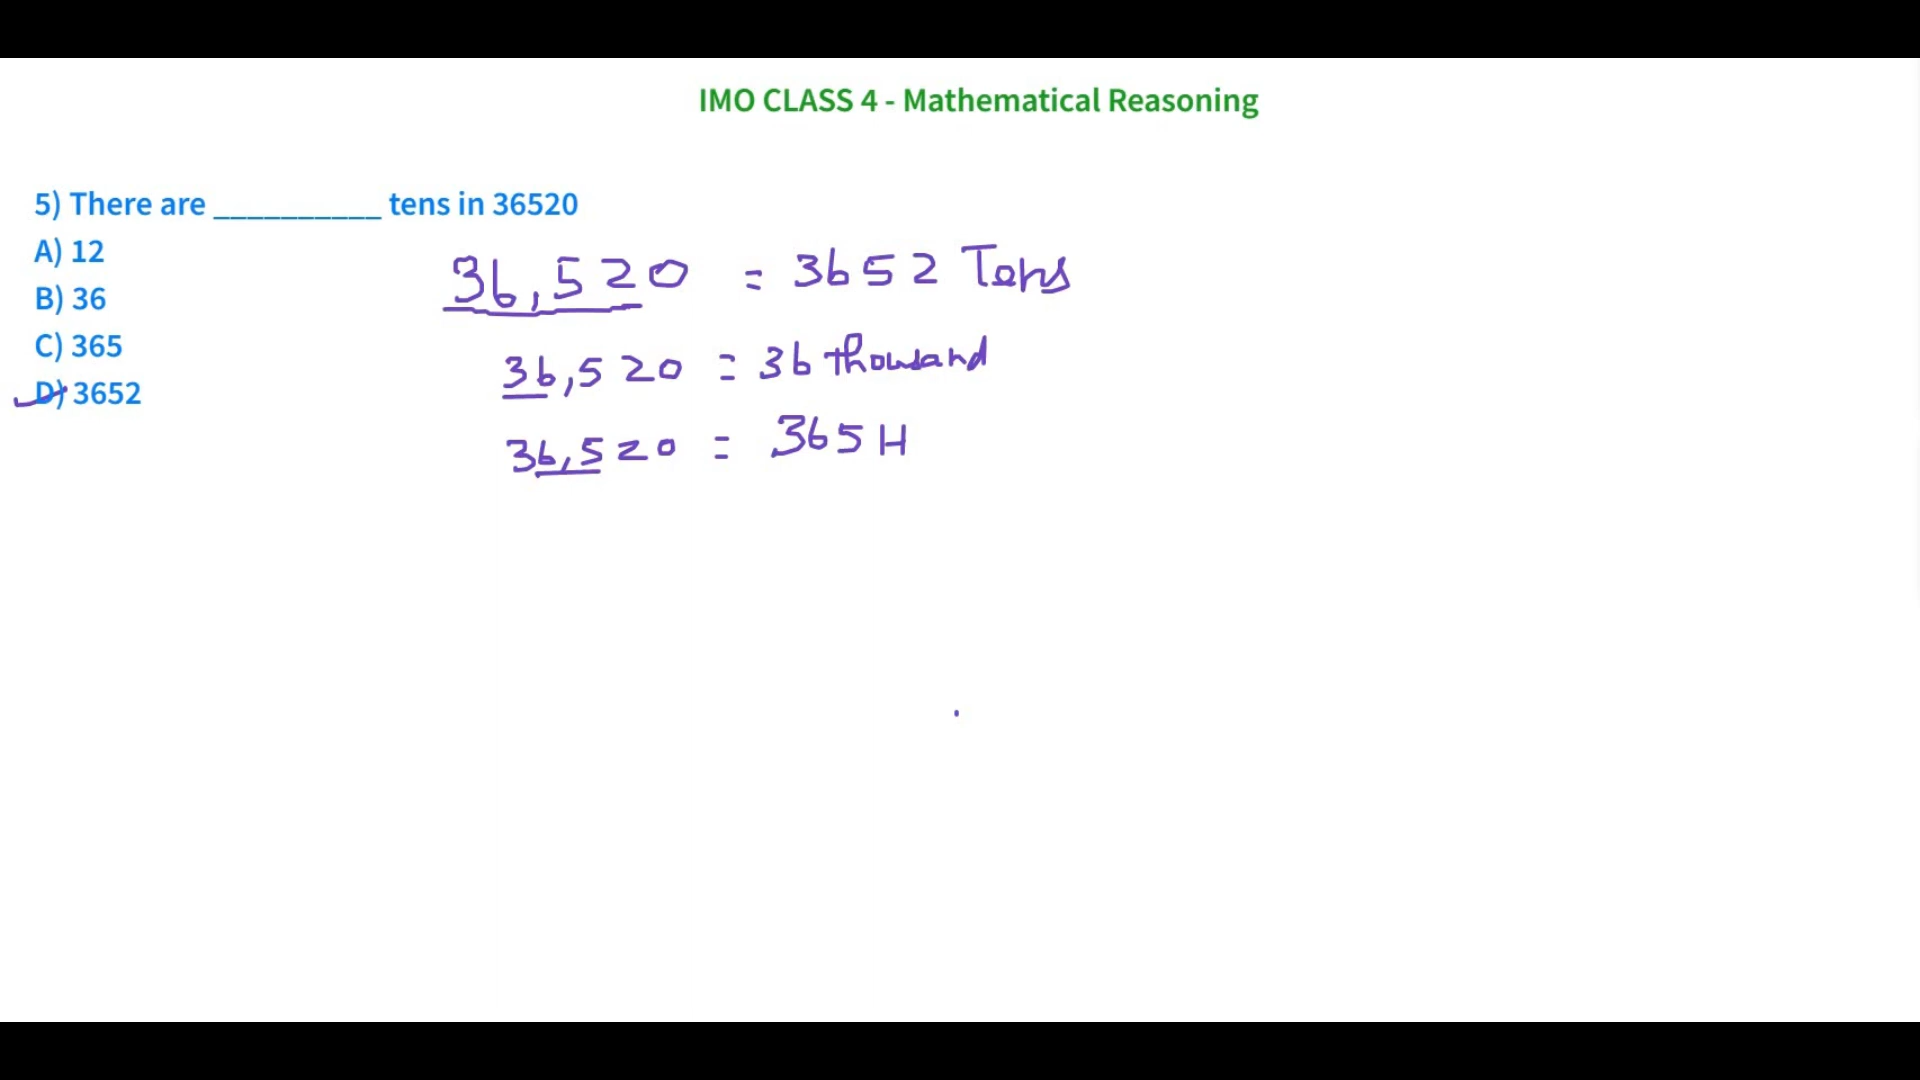 IMO CLASS 4 - Mathematical Reasoning
5) There are __________ tens in 36520
A) 12
B) 36
C) 365
D) 3652
36,520 = 3652 Tens
36,520 = 36 thousand
36,520 = 365 H